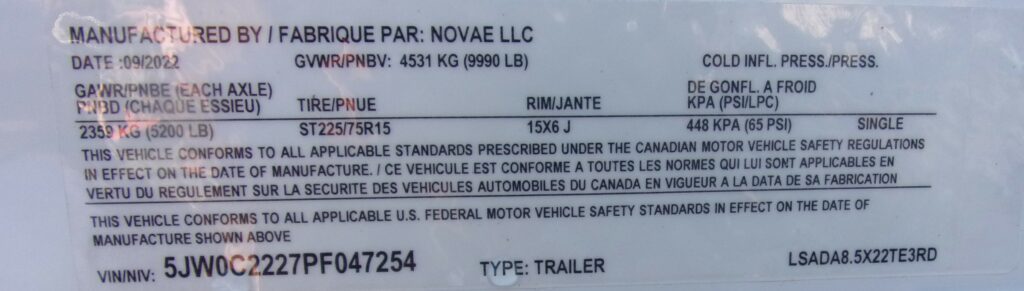 MANUFACTURED BY / FABRIQUE PAR: NOVAE LLC
DATE :09/2022 GVWR/PNBV: 4531 KG (9990 LB) COLD INFL. PRESS./PRESS.
GAWR/PNBE (EACH AXLE) DE GONFL. A FROID
PNBD (CHAQUE ESSIEU) TIRE/PNUE RIM/JANTE KPA (PSI/LPC)
2359 KG (5200 LB) ST225/75R15 15X6 J 448 KPA (65 PSI) SINGLE
THIS VEHICLE CONFORMS TO ALL APPLICABLE STANDARDS PRESCRIBED UNDER THE CANADIAN MOTOR VEHICLE SAFETY REGULATIONS
IN EFFECT ON THE DATE OF MANUFACTURE. / CE VEHICULE EST CONFORME A TOUTES LES NORMES QUI LUI SONT APPLICABLES EN
VERTU DU REGULEMENT SUR LA SECURITE DES VEHICULES AUTOMOBILES DU CANADA EN VIGUEUR A LA DATA DE SA FABRICATION
THIS VEHICLE CONFORMS TO ALL APPLICABLE U.S. FEDERAL MOTOR VEHICLE SAFETY STANDARDS IN EFFECT ON THE DATE OF
MANUFACTURE SHOWN ABOVE
VIN/NIV: 5JW0C2227PF047254 TYPE: TRAILER LSADA8.5X22TE3RD